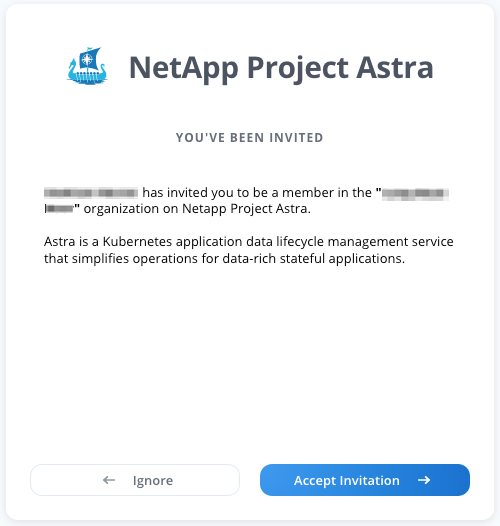 NetApp Project Astra
YOU'VE BEEN INVITED
has invited you to be a member in the "
" organization on Netapp Project Astra.
Astra is a Kubernetes application data lifecycle management service
that simplifies operations for data-rich stateful applications.
← Ignore
Accept Invitation →